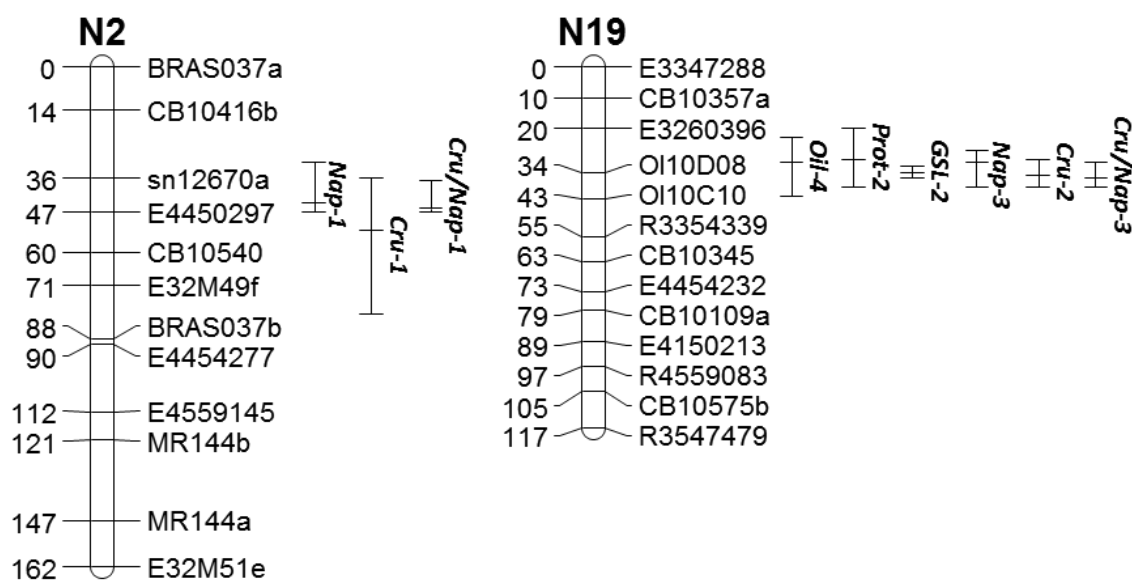 N2
0 BRAS037a
14 CB10416b
36 sn12670a
47 E4450297
60 CB10540
71 E32M49f
88 BRAS037b
90 E4454277
112 E4559145
121 MR144b
147 MR144a
162 E32M51e
Nap-1
Cru-1
Cru/Nap-1
N19
0 E3347288
10 CB10357a
20 E3260396
34 Ol10D08
43 Ol10C10
55 R3354339
63 CB10345
73 E4454232
79 CB10109a
89 E4150213
97 R4559083
105 CB10575b
117 R3547479
Oil-4
Prot-2
GSL-2
Nap-3
Cru-2
Cru/Nap-3